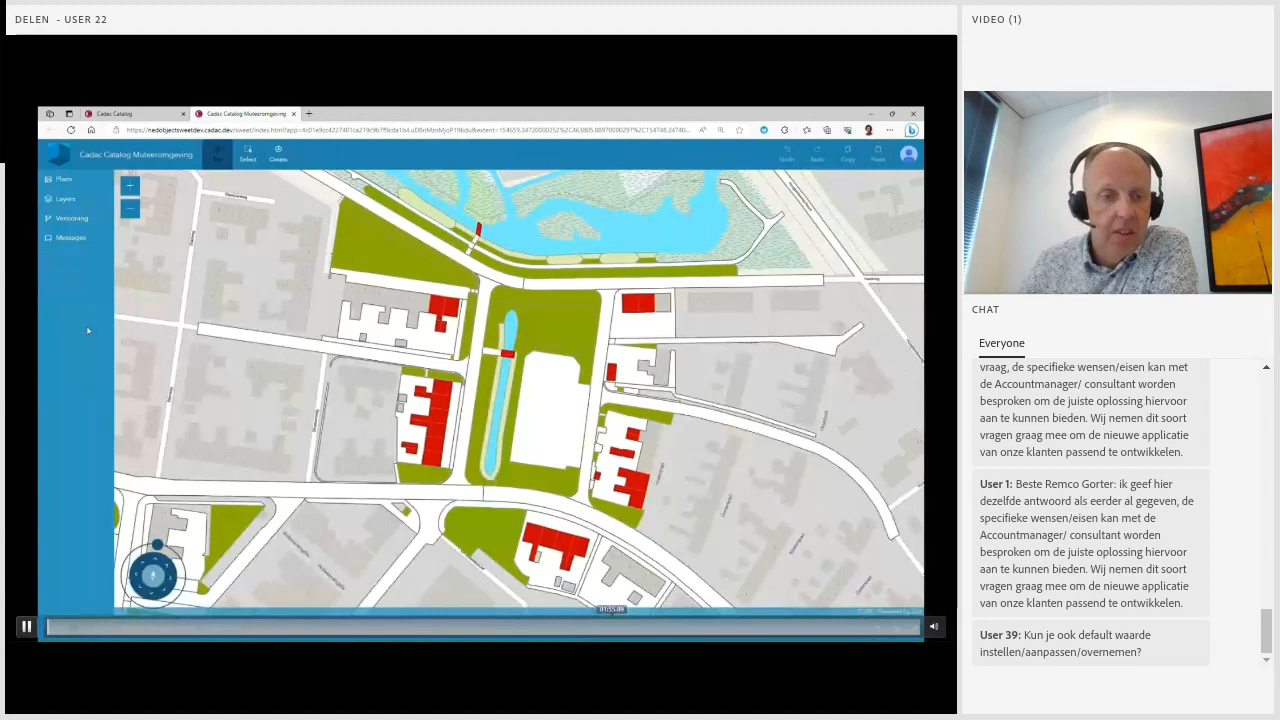 DELEN - USER 22
VIDEO (1)
Cadac Catalog
Cadac Catalog Muteeromgeving
Cadac Catalog Muteeromgeving
Select
Create
Undo
Redo
Copy
Plans
Layers
Versioning
Messages
+
CHAT
Everyone
vraag, de specifieke wensen/eisen kan met
de Accountmanager/ consultant worden
besproken om de juiste oplossing hiervoor
aan te kunnen bieden. Wij nemen dit soort
vragen graag mee om de nieuwe applicatie
van onze klanten passend te ontwikkelen.
User 1: Beste Remco Gorter: ik geef hier
dezelfde antwoord als eerder al gegeven, de
specifieke wensen/eisen kan met de
Accountmanager/ consultant worden
besproken om de juiste oplossing hiervoor
aan te kunnen bieden. Wij nemen dit soort
vragen graag mee om de nieuwe applicatie
van onze klanten passend te ontwikkelen.
User 39: Kun je ook default waarde
instellen/aanpassen/overnemen?